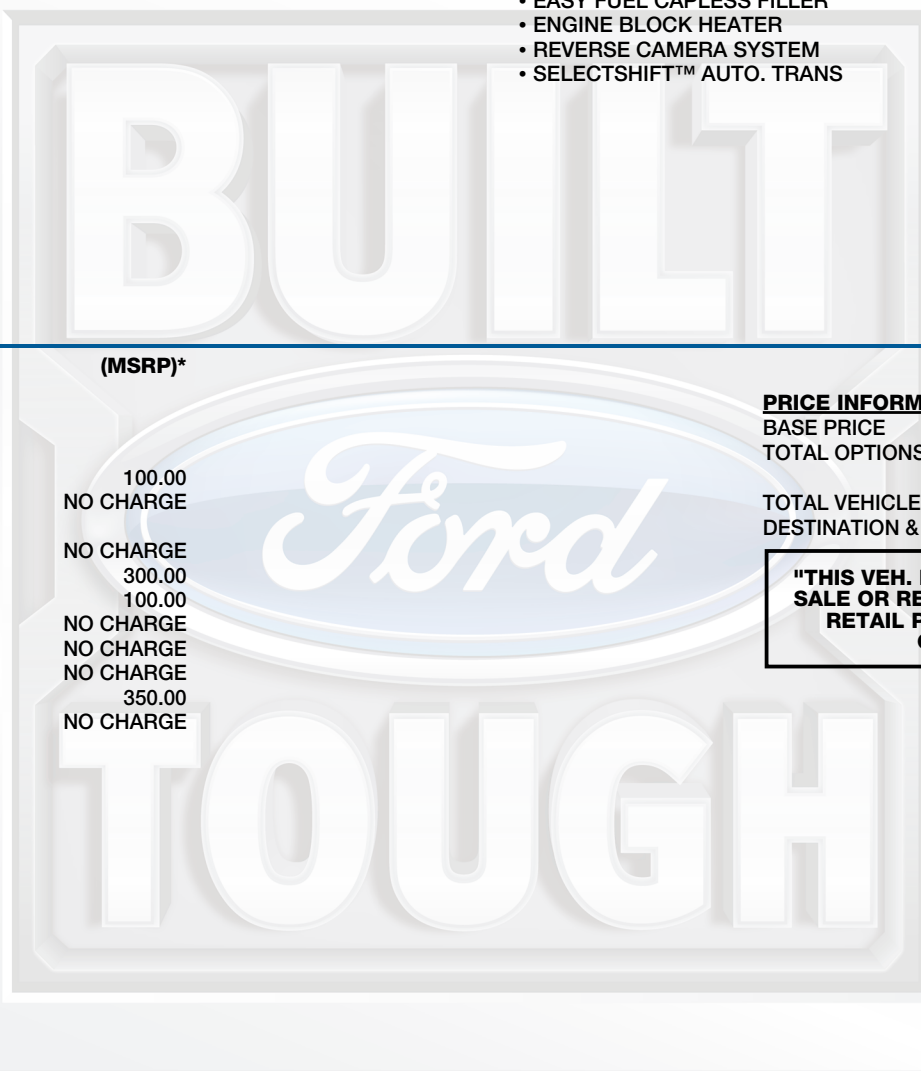 • EASY FUEL CAPLESS FILLER
• ENGINE BLOCK HEATER
• REVERSE CAMERA SYSTEM
• SELECTSHIFT™ AUTO. TRANS
BUILT
(MSRP)*
100.00
NO CHARGE
NO CHARGE
300.00
100.00
NO CHARGE
NO CHARGE
NO CHARGE
350.00
NO CHARGE
Ford
PRICE INFORM
BASE PRICE
TOTAL OPTIONS
TOTAL VEHICLE
DESTINATION &
"THIS VEH.
SALE OR RE
RETAIL P
TOUGH